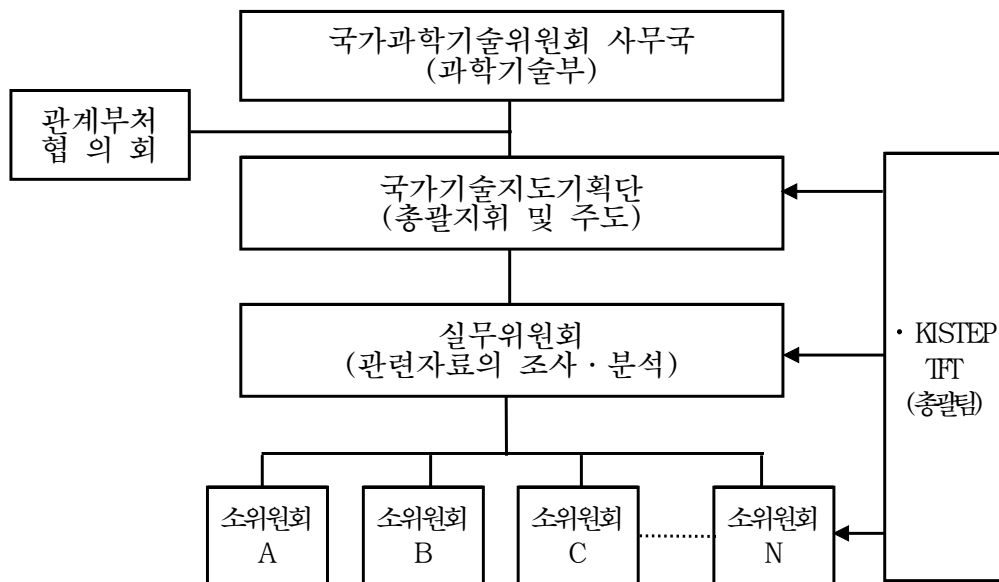 국가과학기술위원회 사무국
(과학기술부)
관계부처
협 의 회
국가기술지도기획단
(총괄지휘 및 주도)
실무위원회
(관련자료의 조사·분석)
· KISTEP
TFT
(총괄팀)
소위원회
A
소위원회
B
소위원회
C
소위원회
N